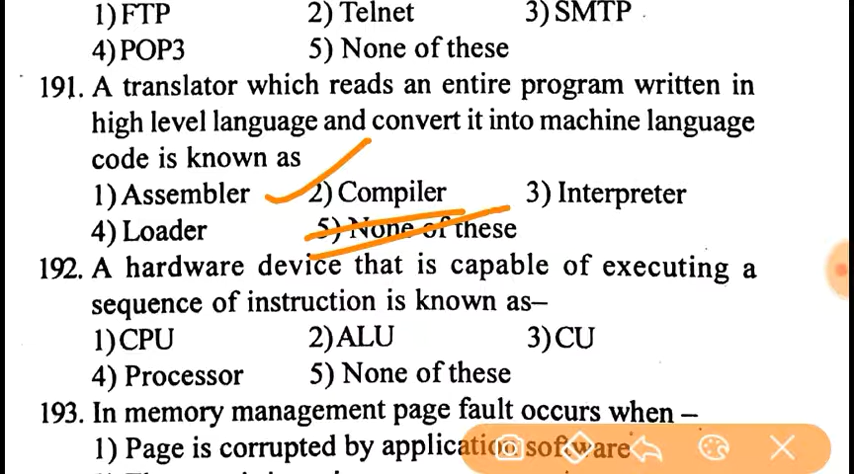 1) FTP 2) Telnet 3) SMTP
4) POP3 5) None of these
191. A translator which reads an entire program written in
high level language and convert it into machine language
code is known as
1) Assembler 2) Compiler 3) Interpreter
4) Loader 5) None of these
192. A hardware device that is capable of executing a
sequence of instruction is known as–
1) CPU 2) ALU 3) CU
4) Processor 5) None of these
193. In memory management page fault occurs when –
1) Page is corrupted by application software